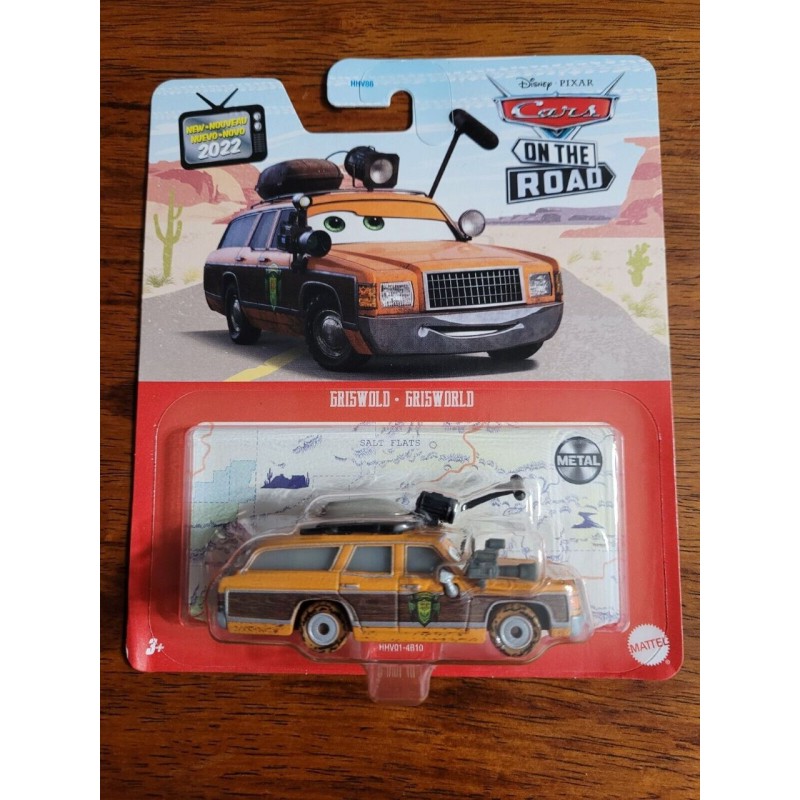 HHV06
DISNEY PIXAR
Cars
ON THE
ROAD
NEW • NOUVEAU
NUEVO • NOVO
2022
GRISWOLD • GRISWORLD
SALT FLATS
METAL
3+
HHV01-4B10
MATTEL